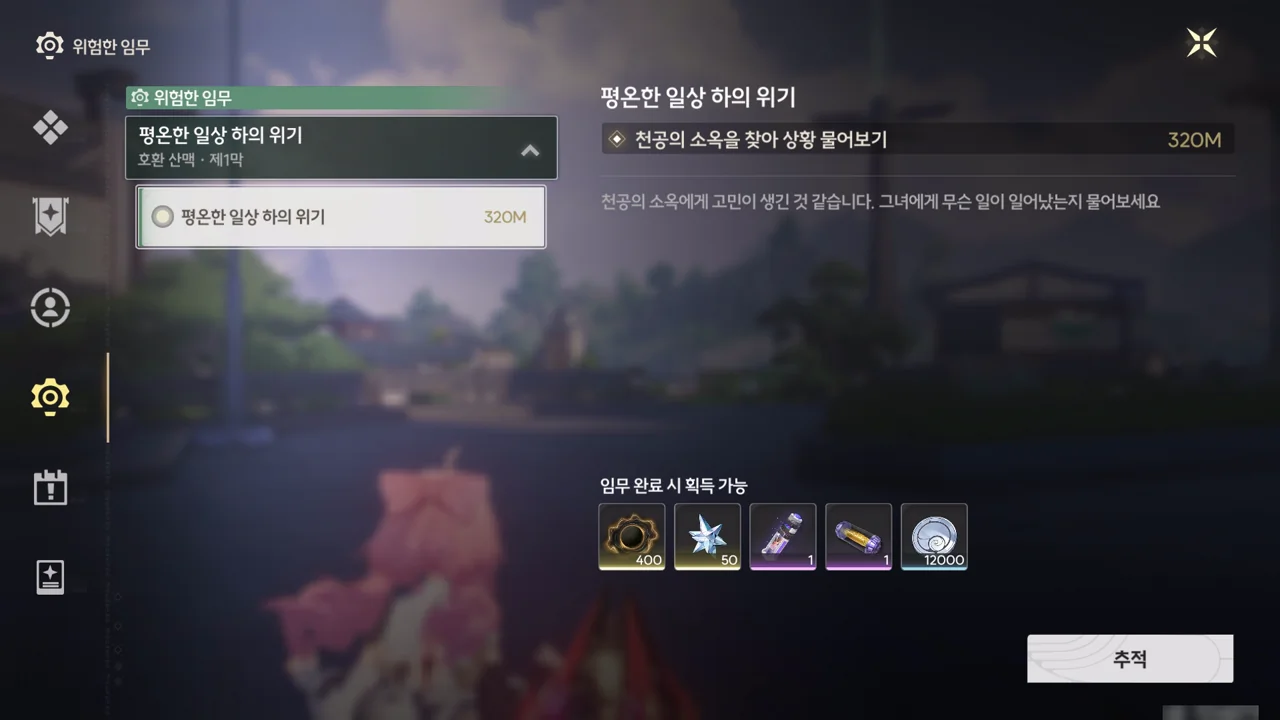 위험한 임무
위험한 임무
평온한 일상 하의 위기
호환 산맥 · 제1막
평온한 일상 하의 위기 320M
평온한 일상 하의 위기
천공의 소옥을 찾아 상황 물어보기 320M
천공의 소옥에게 고민이 생긴 것 같습니다. 그녀에게 무슨 일이 일어났는지 물어보세요
임무 완료 시 획득 가능
400 50 1 1 12000
추적